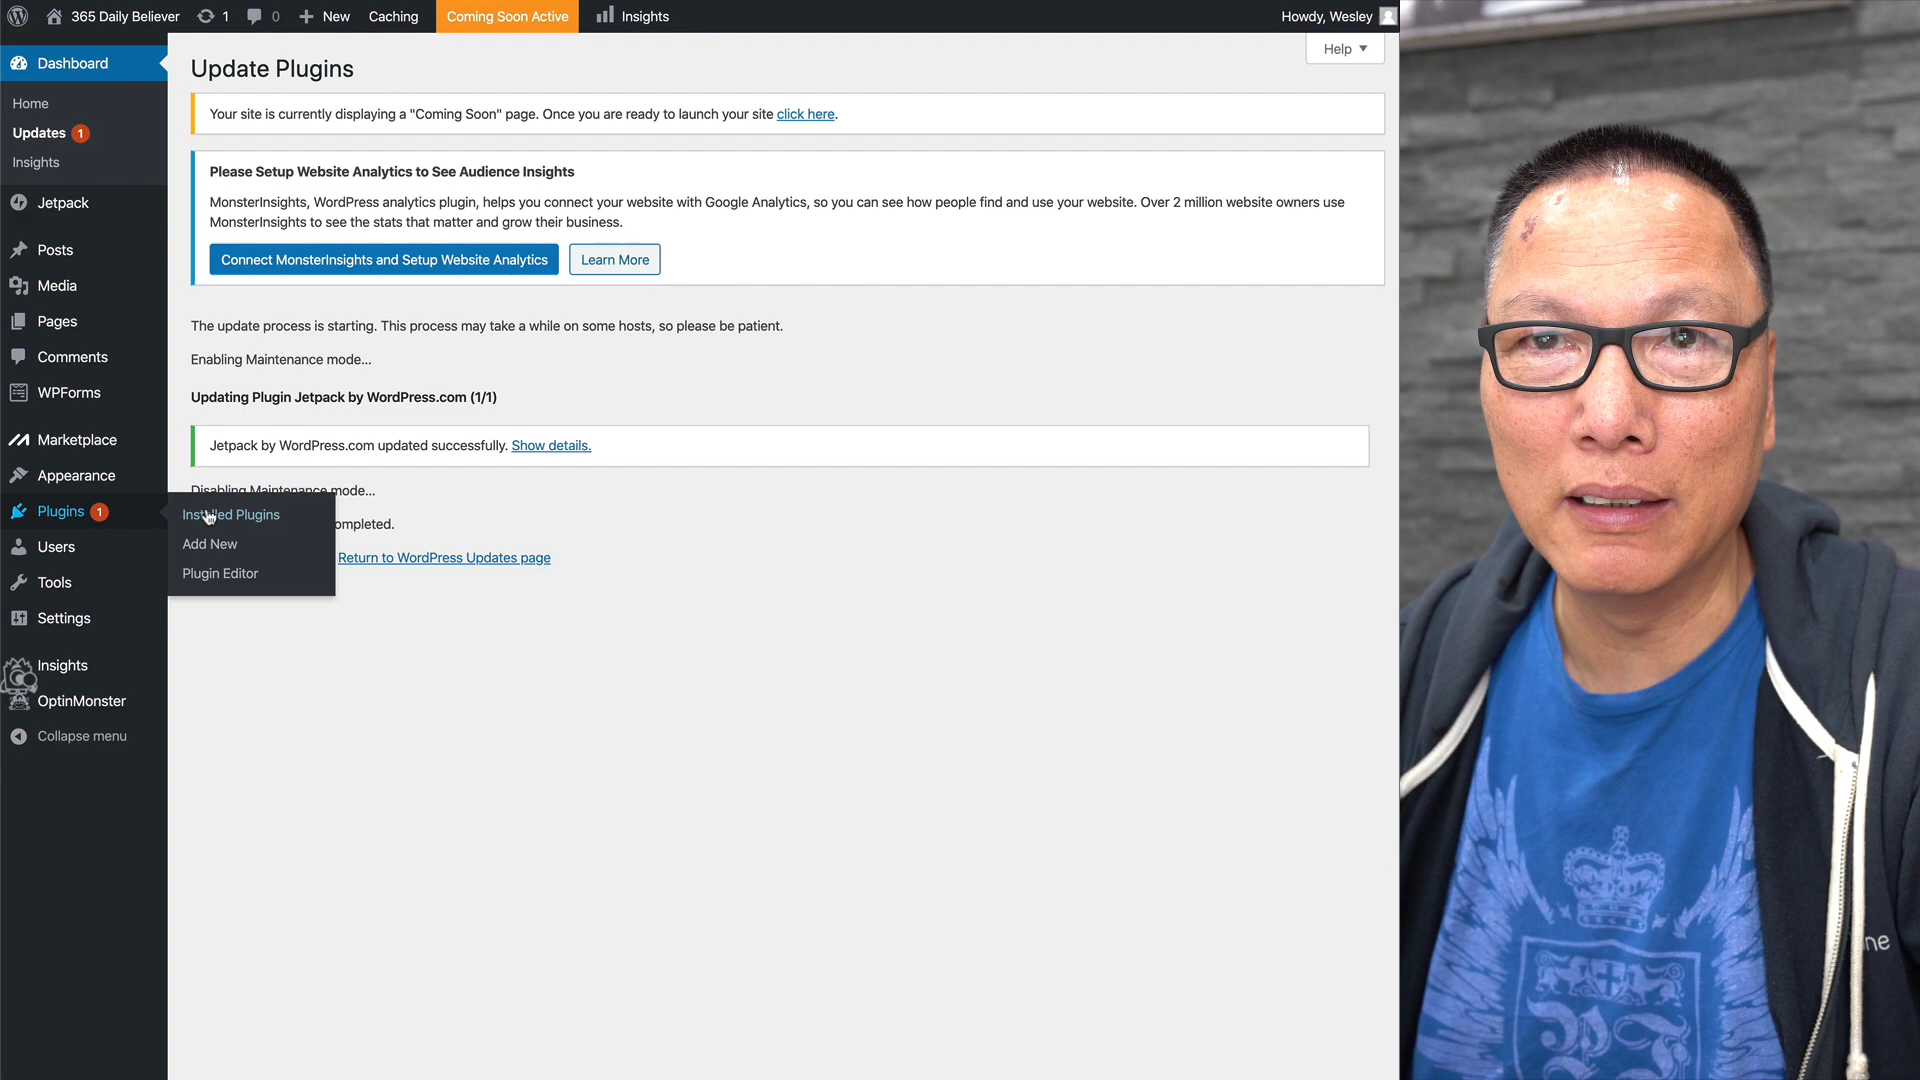 365 Daily Believer 1 0 New Caching Coming Soon Active Insights Howdy, Wesley
Help
Dashboard
Home
Updates 1
Insights
Jetpack
Posts
Media
Pages
Comments
WPForms
Marketplace
Appearance
Plugins 1
Users
Tools
Settings
Insights
OptinMonster
Collapse menu
Installed Plugins
Add New
Plugin Editor
Update Plugins
Your site is currently displaying a "Coming Soon" page. Once you are ready to launch your site click here.
Please Setup Website Analytics to See Audience Insights
MonsterInsights, WordPress analytics plugin, helps you connect your website with Google Analytics, so you can see how people find and use your website. Over 2 million website owners use
MonsterInsights to see the stats that matter and grow their business.
Connect MonsterInsights and Setup Website Analytics Learn More
The update process is starting. This process may take a while on some hosts, so please be patient.
Enabling Maintenance mode...
Updating Plugin Jetpack by WordPress.com (1/1)
Jetpack by WordPress.com updated successfully. Show details.
Disabling Maintenance mode...
ompleted.
Return to WordPress Updates page
ne